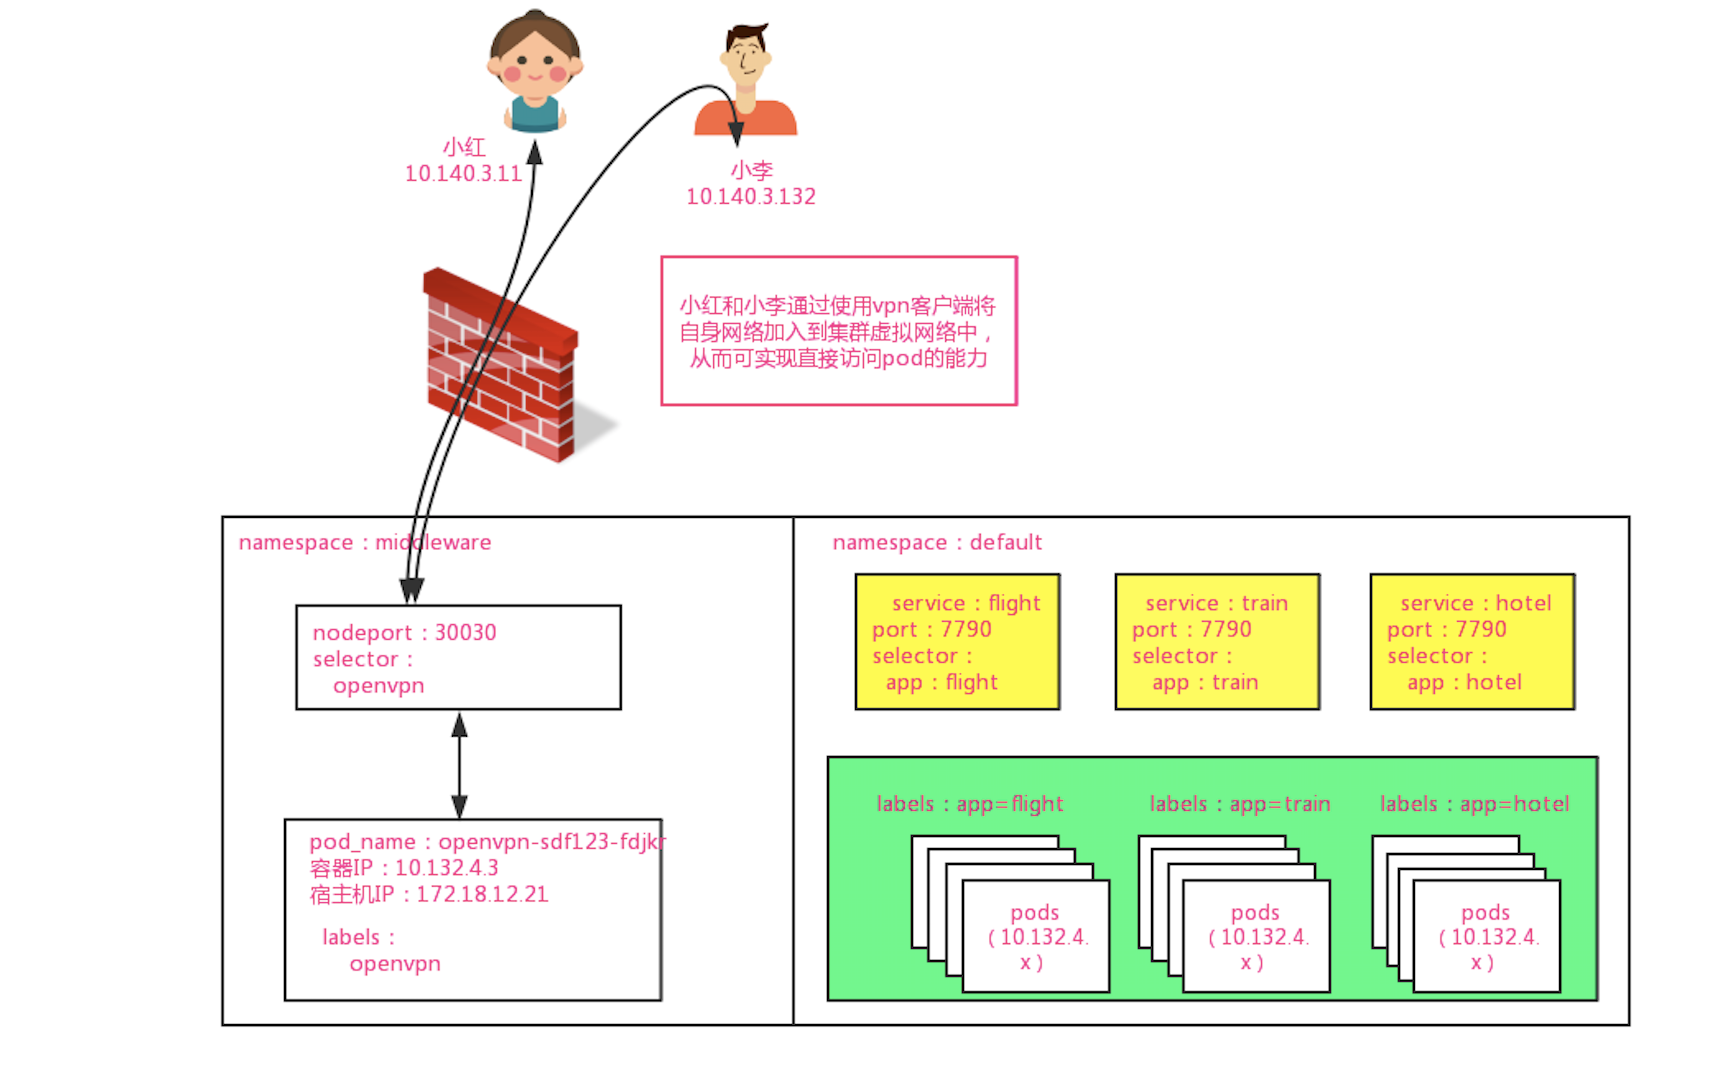 小红
10.140.3.11
小李
10.140.3.132
小红和小李通过使用vpn客户端将
自身网络加入到集群虚拟网络中，
从而可实现直接访问pod的能力
namespace：middleware
nodeport：30030
selector：
openvpn
pod_name：openvpn-sdf123-fdjkr
容器IP：10.132.4.3
宿主机IP：172.18.12.21
labels：
openvpn
namespace：default
service：flight
port：7790
selector：
app：flight
service：train
port：7790
selector：
app：train
service：hotel
port：7790
selector：
app：hotel
labels：app=flight
labels：app=train
labels：app=hotel
pods
（10.132.4.
x）
pods
（10.132.4.
x）
pods
（10.132.4.
x）